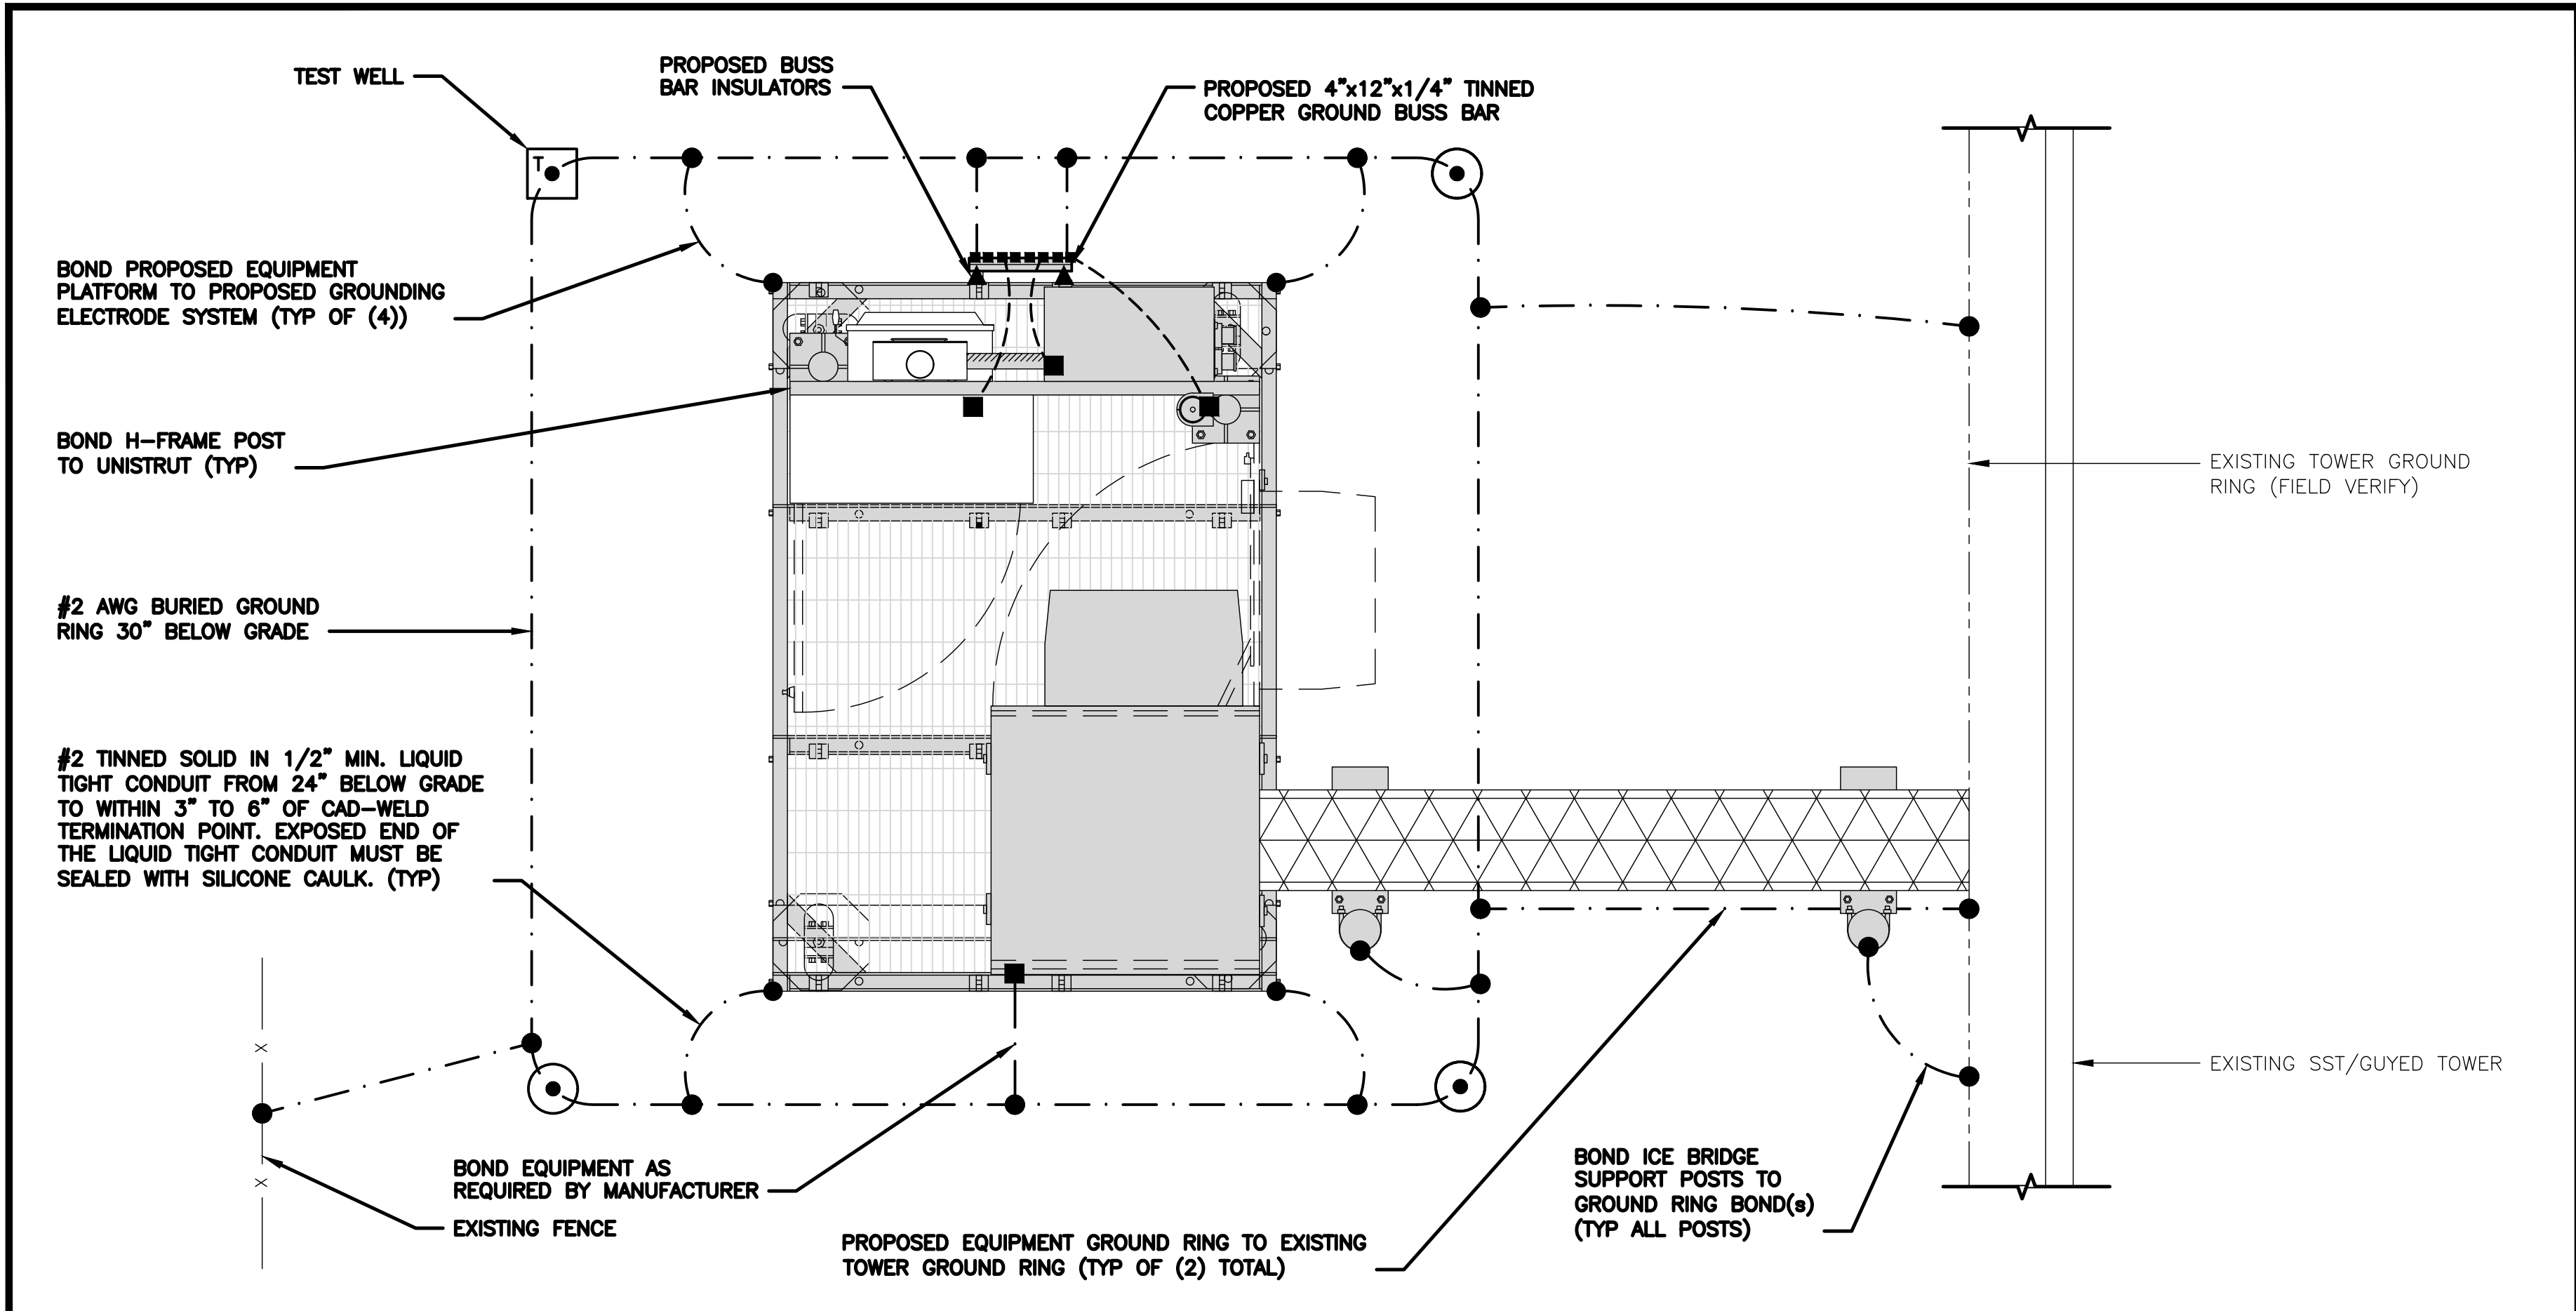 TEST WELL
PROPOSED BUSS
BAR INSULATORS
PROPOSED 4"x12"x1/4" TINNED
COPPER GROUND BUSS BAR
T
BOND PROPOSED EQUIPMENT
PLATFORM TO PROPOSED GROUNDING
ELECTRODE SYSTEM (TYP OF (4))
BOND H-FRAME POST
TO UNISTRUT (TYP)
EXISTING TOWER GROUND
RING (FIELD VERIFY)
#2 AWG BURIED GROUND
RING 30" BELOW GRADE
#2 TINNED SOLID IN 1/2" MIN. LIQUID
TIGHT CONDUIT FROM 24" BELOW GRADE
TO WITHIN 3" TO 6" OF CAD-WELD
TERMINATION POINT. EXPOSED END OF
THE LIQUID TIGHT CONDUIT MUST BE
SEALED WITH SILICONE CAULK. (TYP)
X
X
EXISTING SST/GUYED TOWER
BOND EQUIPMENT AS
REQUIRED BY MANUFACTURER
EXISTING FENCE
BOND ICE BRIDGE
SUPPORT POSTS TO
GROUND RING BOND(s)
(TYP ALL POSTS)
PROPOSED EQUIPMENT GROUND RING TO EXISTING
TOWER GROUND RING (TYP OF (2) TOTAL)